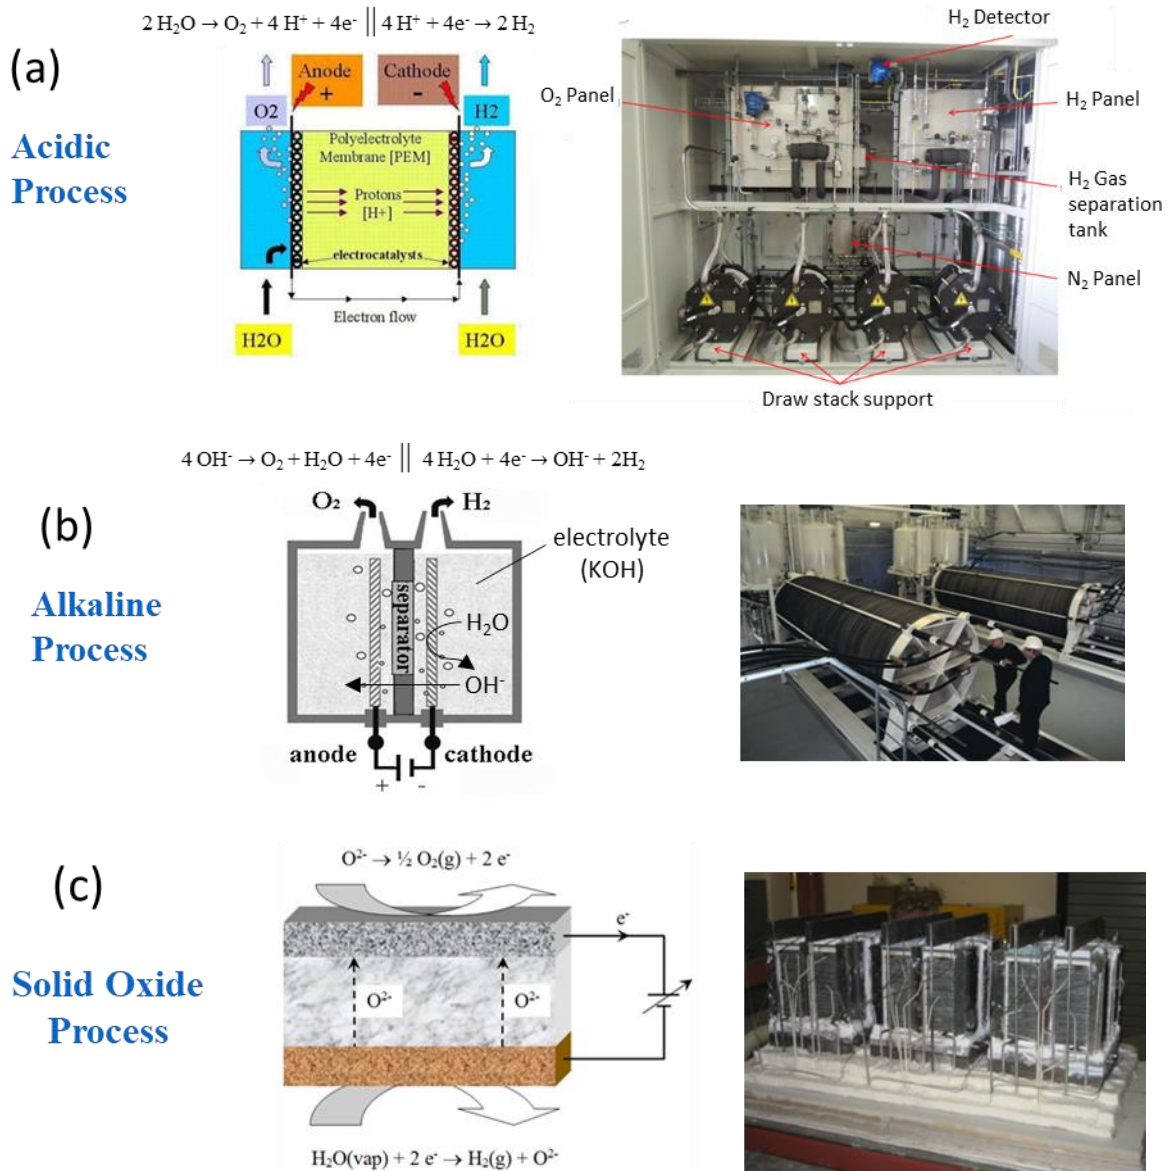 2 H₂O → O₂ + 4 H⁺ + 4e⁻ || 4 H⁺ + 4e⁻ → 2 H₂
(a)
Acidic
Process
Anode
+
Cathode
-
O2
H2
Polyelectrolyte
Membrane [PEM]
Protons
[H+]
electrocatalysts
Electron flow
H2O
H2O
H₂ Detector
O₂ Panel
H₂ Panel
H₂ Gas
separation
tank
N₂ Panel
Draw stack support
4 OH⁻ → O₂ + H₂O + 4e⁻ || 4 H₂O + 4e⁻ → OH⁻ + 2H₂
(b)
Alkaline
Process
O₂
H₂
electrolyte
(KOH)
separator
H₂O
OH⁻
anode
cathode
+
-
(c)
Solid Oxide
Process
O²⁻ → ½ O₂(g) + 2 e⁻
e⁻
O²⁻
O²⁻
H₂O(vap) + 2 e⁻ → H₂(g) + O²⁻